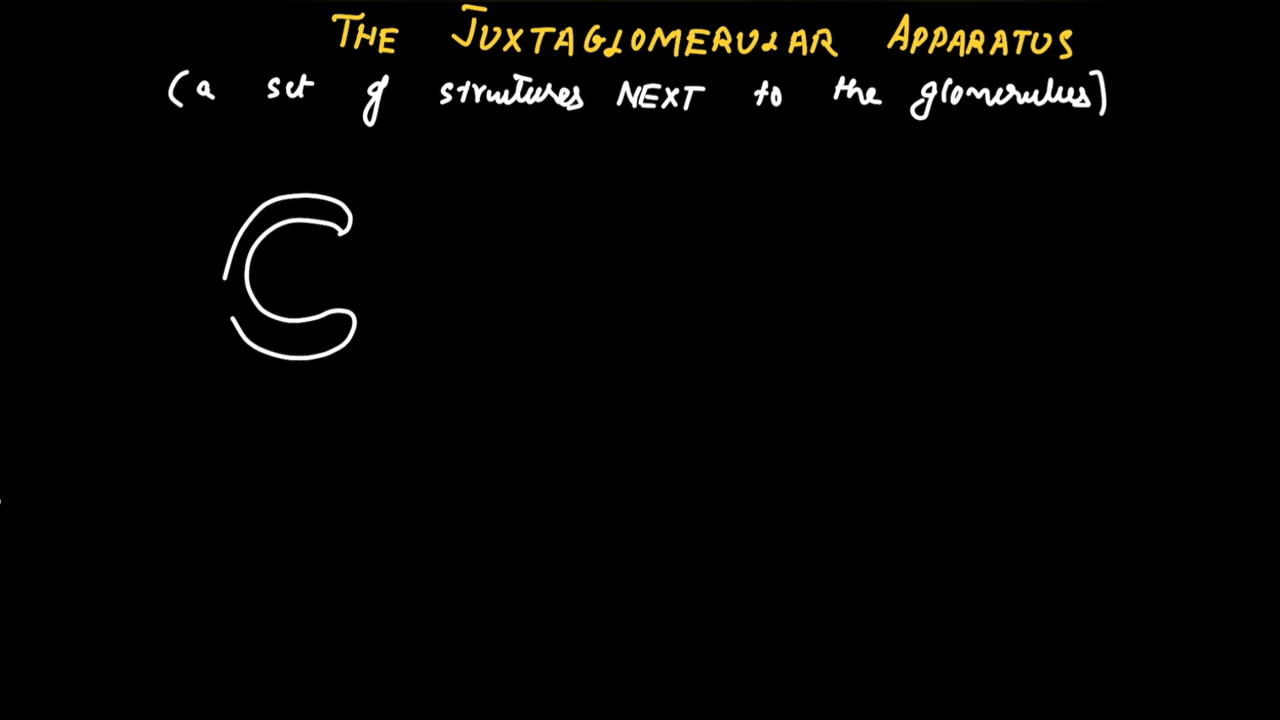 THE JUXTAGLOMERULAR APPARATUS
(a set of structures NEXT to the glomerulus)